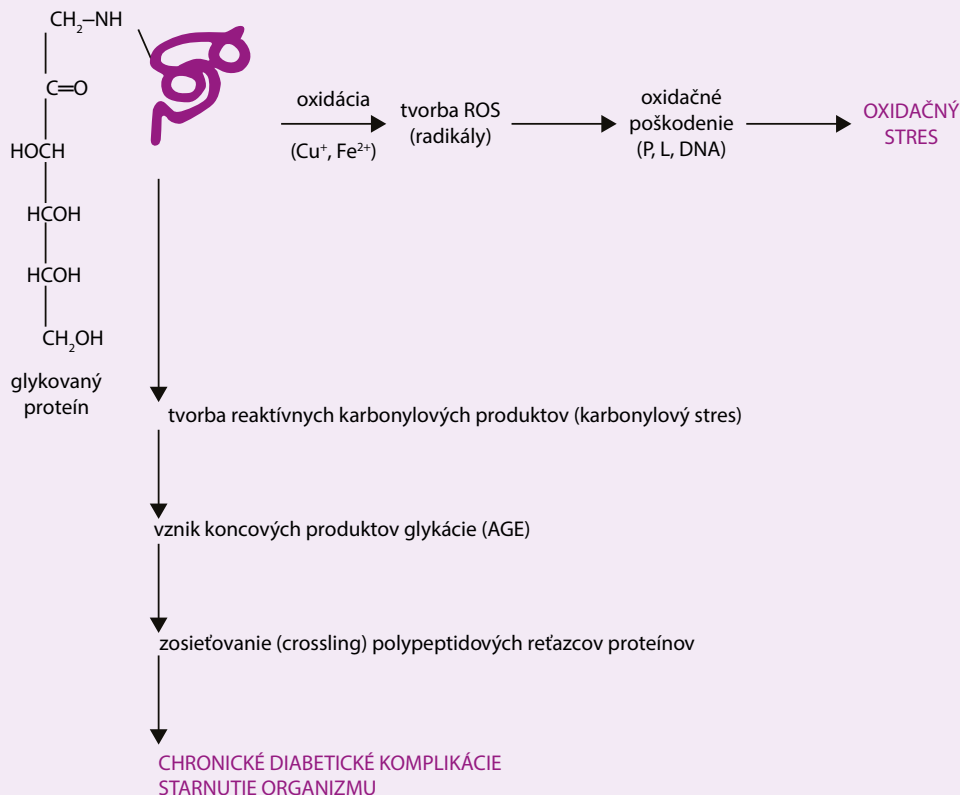 CH₂–NH
C=O
HOCH
HCOH
HCOH
CH₂OH
glykovaný
proteín
oxidácia
(Cu⁺, Fe²⁺)
tvorba ROS
(radikály)
oxidačné
poškodenie
(P, L, DNA)
OXIDAČNÝ
STRES
tvorba reaktívnych karbonylových produktov (karbonylový stres)
vznik koncových produktov glykácie (AGE)
zosieťovanie (crossling) polypeptidových reťazcov proteínov
CHRONICKÉ DIABETICKÉ KOMPLIKÁCIE
STARNUTIE ORGANIZMU